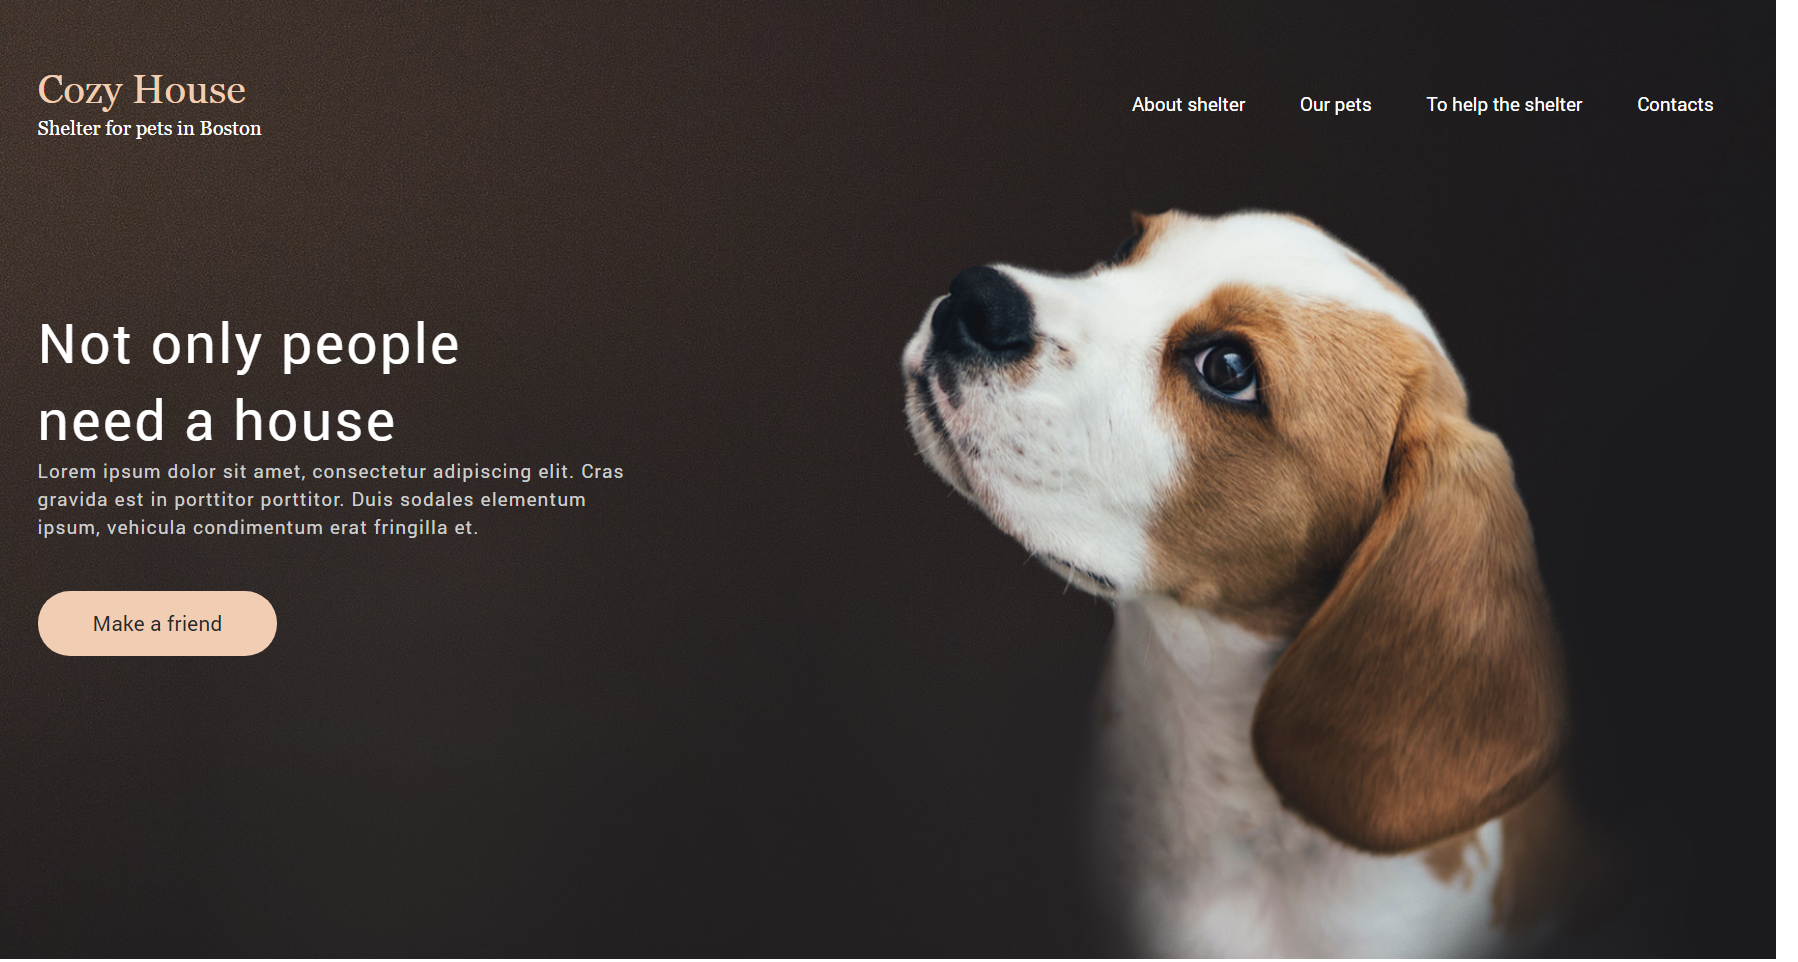 Cozy House
Shelter for pets in Boston
About shelter
Our pets
To help the shelter
Contacts
Not only people
need a house
Lorem ipsum dolor sit amet, consectetur adipiscing elit. Cras
gravida est in porttitor porttitor. Duis sodales elementum
ipsum, vehicula condimentum erat fringilla et.
Make a friend